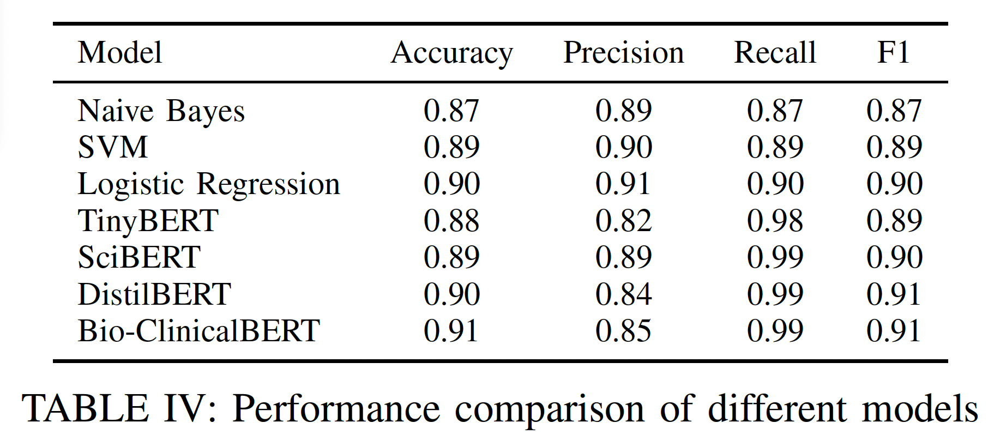 Model Accuracy Precision Recall F1
Naive Bayes 0.87 0.89 0.87 0.87
SVM 0.89 0.90 0.89 0.89
Logistic Regression 0.90 0.91 0.90 0.90
TinyBERT 0.88 0.82 0.98 0.89
SciBERT 0.89 0.89 0.99 0.90
DistilBERT 0.90 0.84 0.99 0.91
Bio-ClinicalBERT 0.91 0.85 0.99 0.91
TABLE IV: Performance comparison of different models